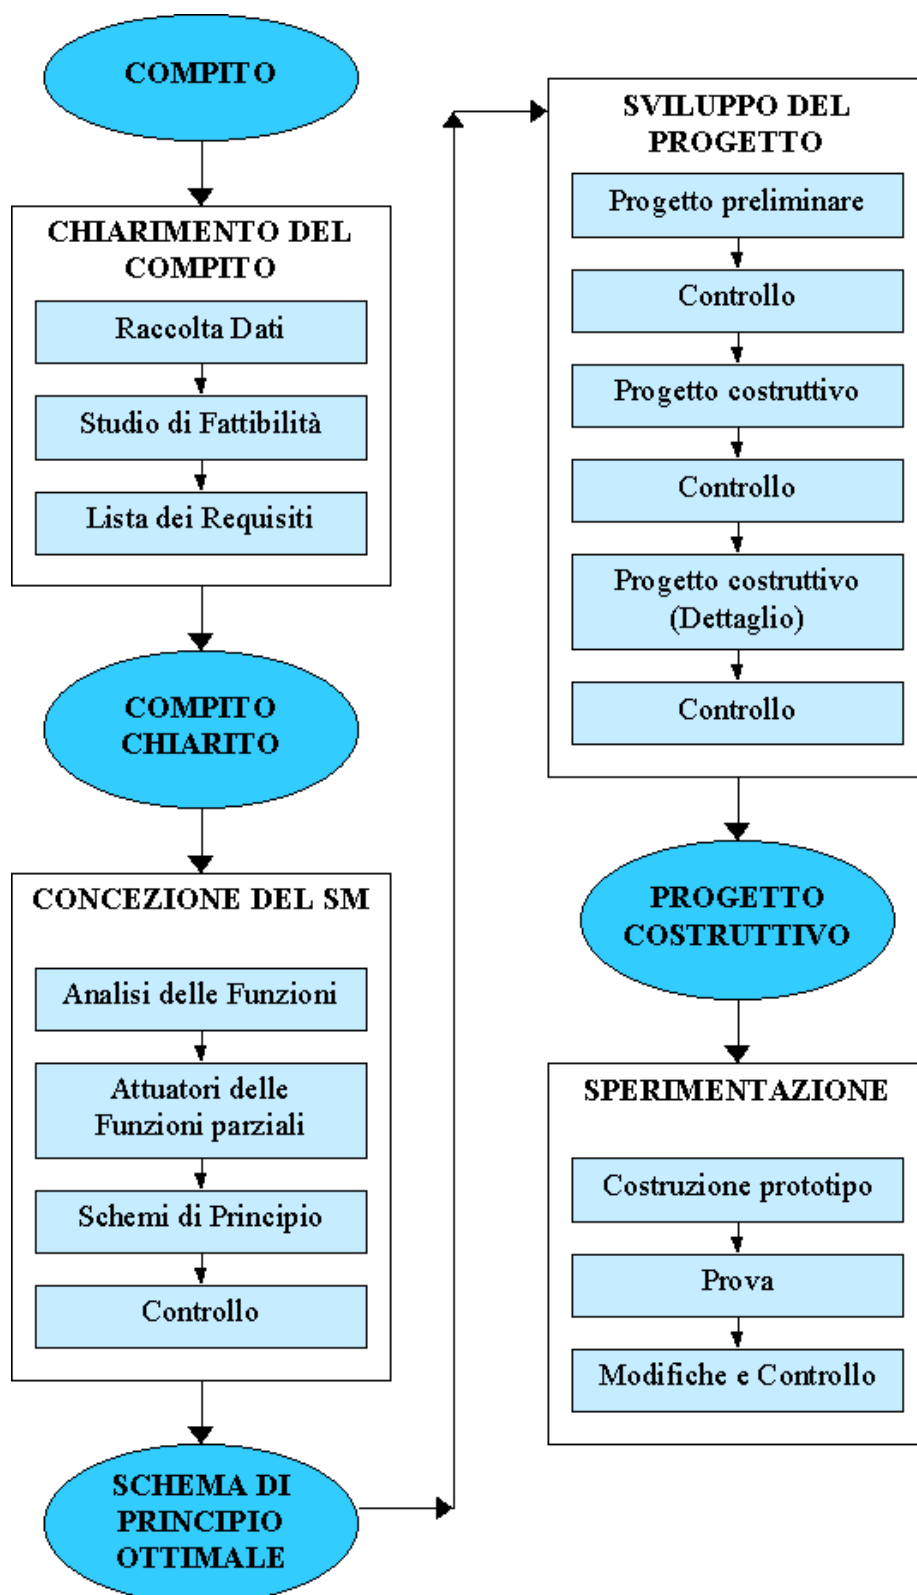 COMPITO
CHIARIMENTO DEL
COMPITO
Raccolta Dati
Studio di Fattibilità
Lista dei Requisiti
COMPITO
CHIARITO
CONCEZIONE DEL SM
Analisi delle Funzioni
Attuatori delle
Funzioni parziali
Schemi di Principio
Controllo
SCHEMA DI
PRINCIPIO
OTTIMALE
SVILUPPO DEL
PROGETTO
Progetto preliminare
Controllo
Progetto costruttivo
Controllo
Progetto costruttivo
(Dettaglio)
Controllo
PROGETTO
COSTRUTTIVO
SPERIMENTAZIONE
Costruzione prototipo
Prova
Modifiche e Controllo